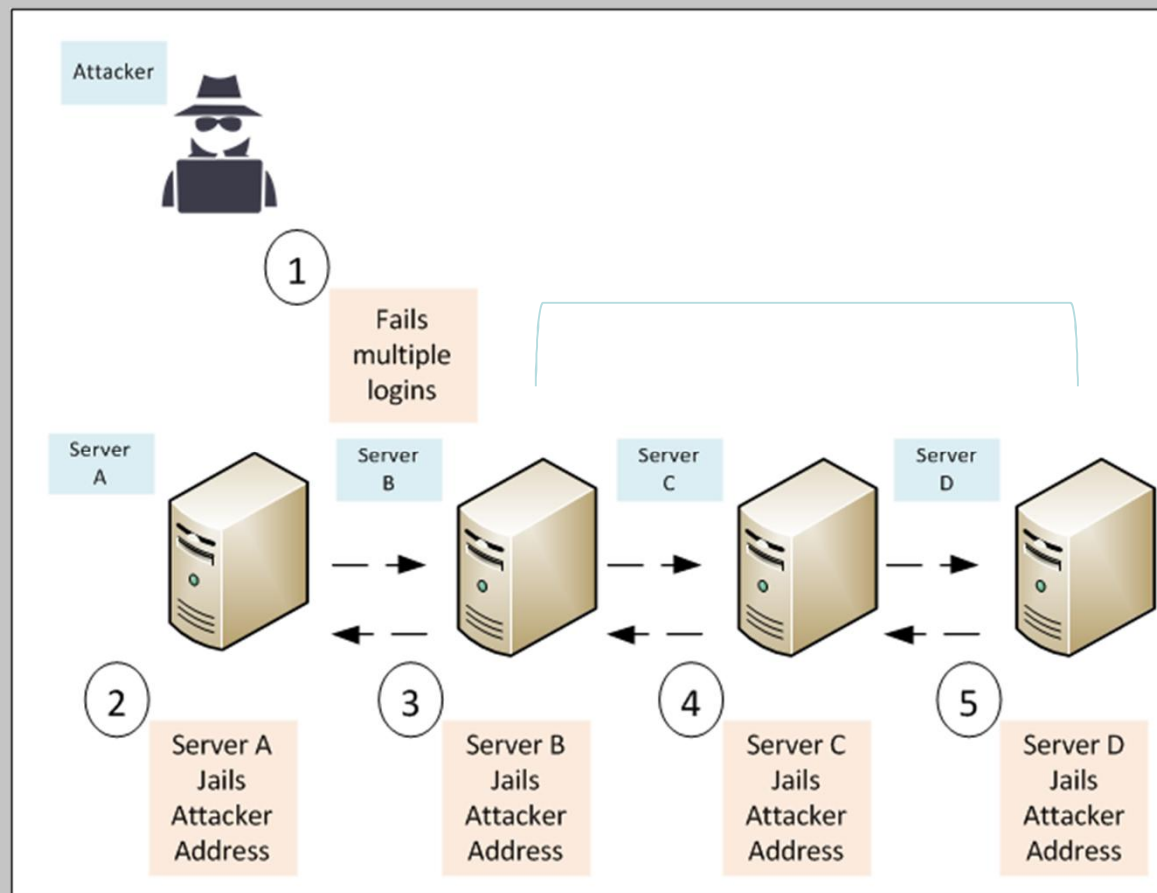 Attacker
1
Fails
multiple
logins
Server
A
Server
B
Server
C
Server
D
2
Server A
Jails
Attacker
Address
3
Server B
Jails
Attacker
Address
4
Server C
Jails
Attacker
Address
5
Server D
Jails
Attacker
Address